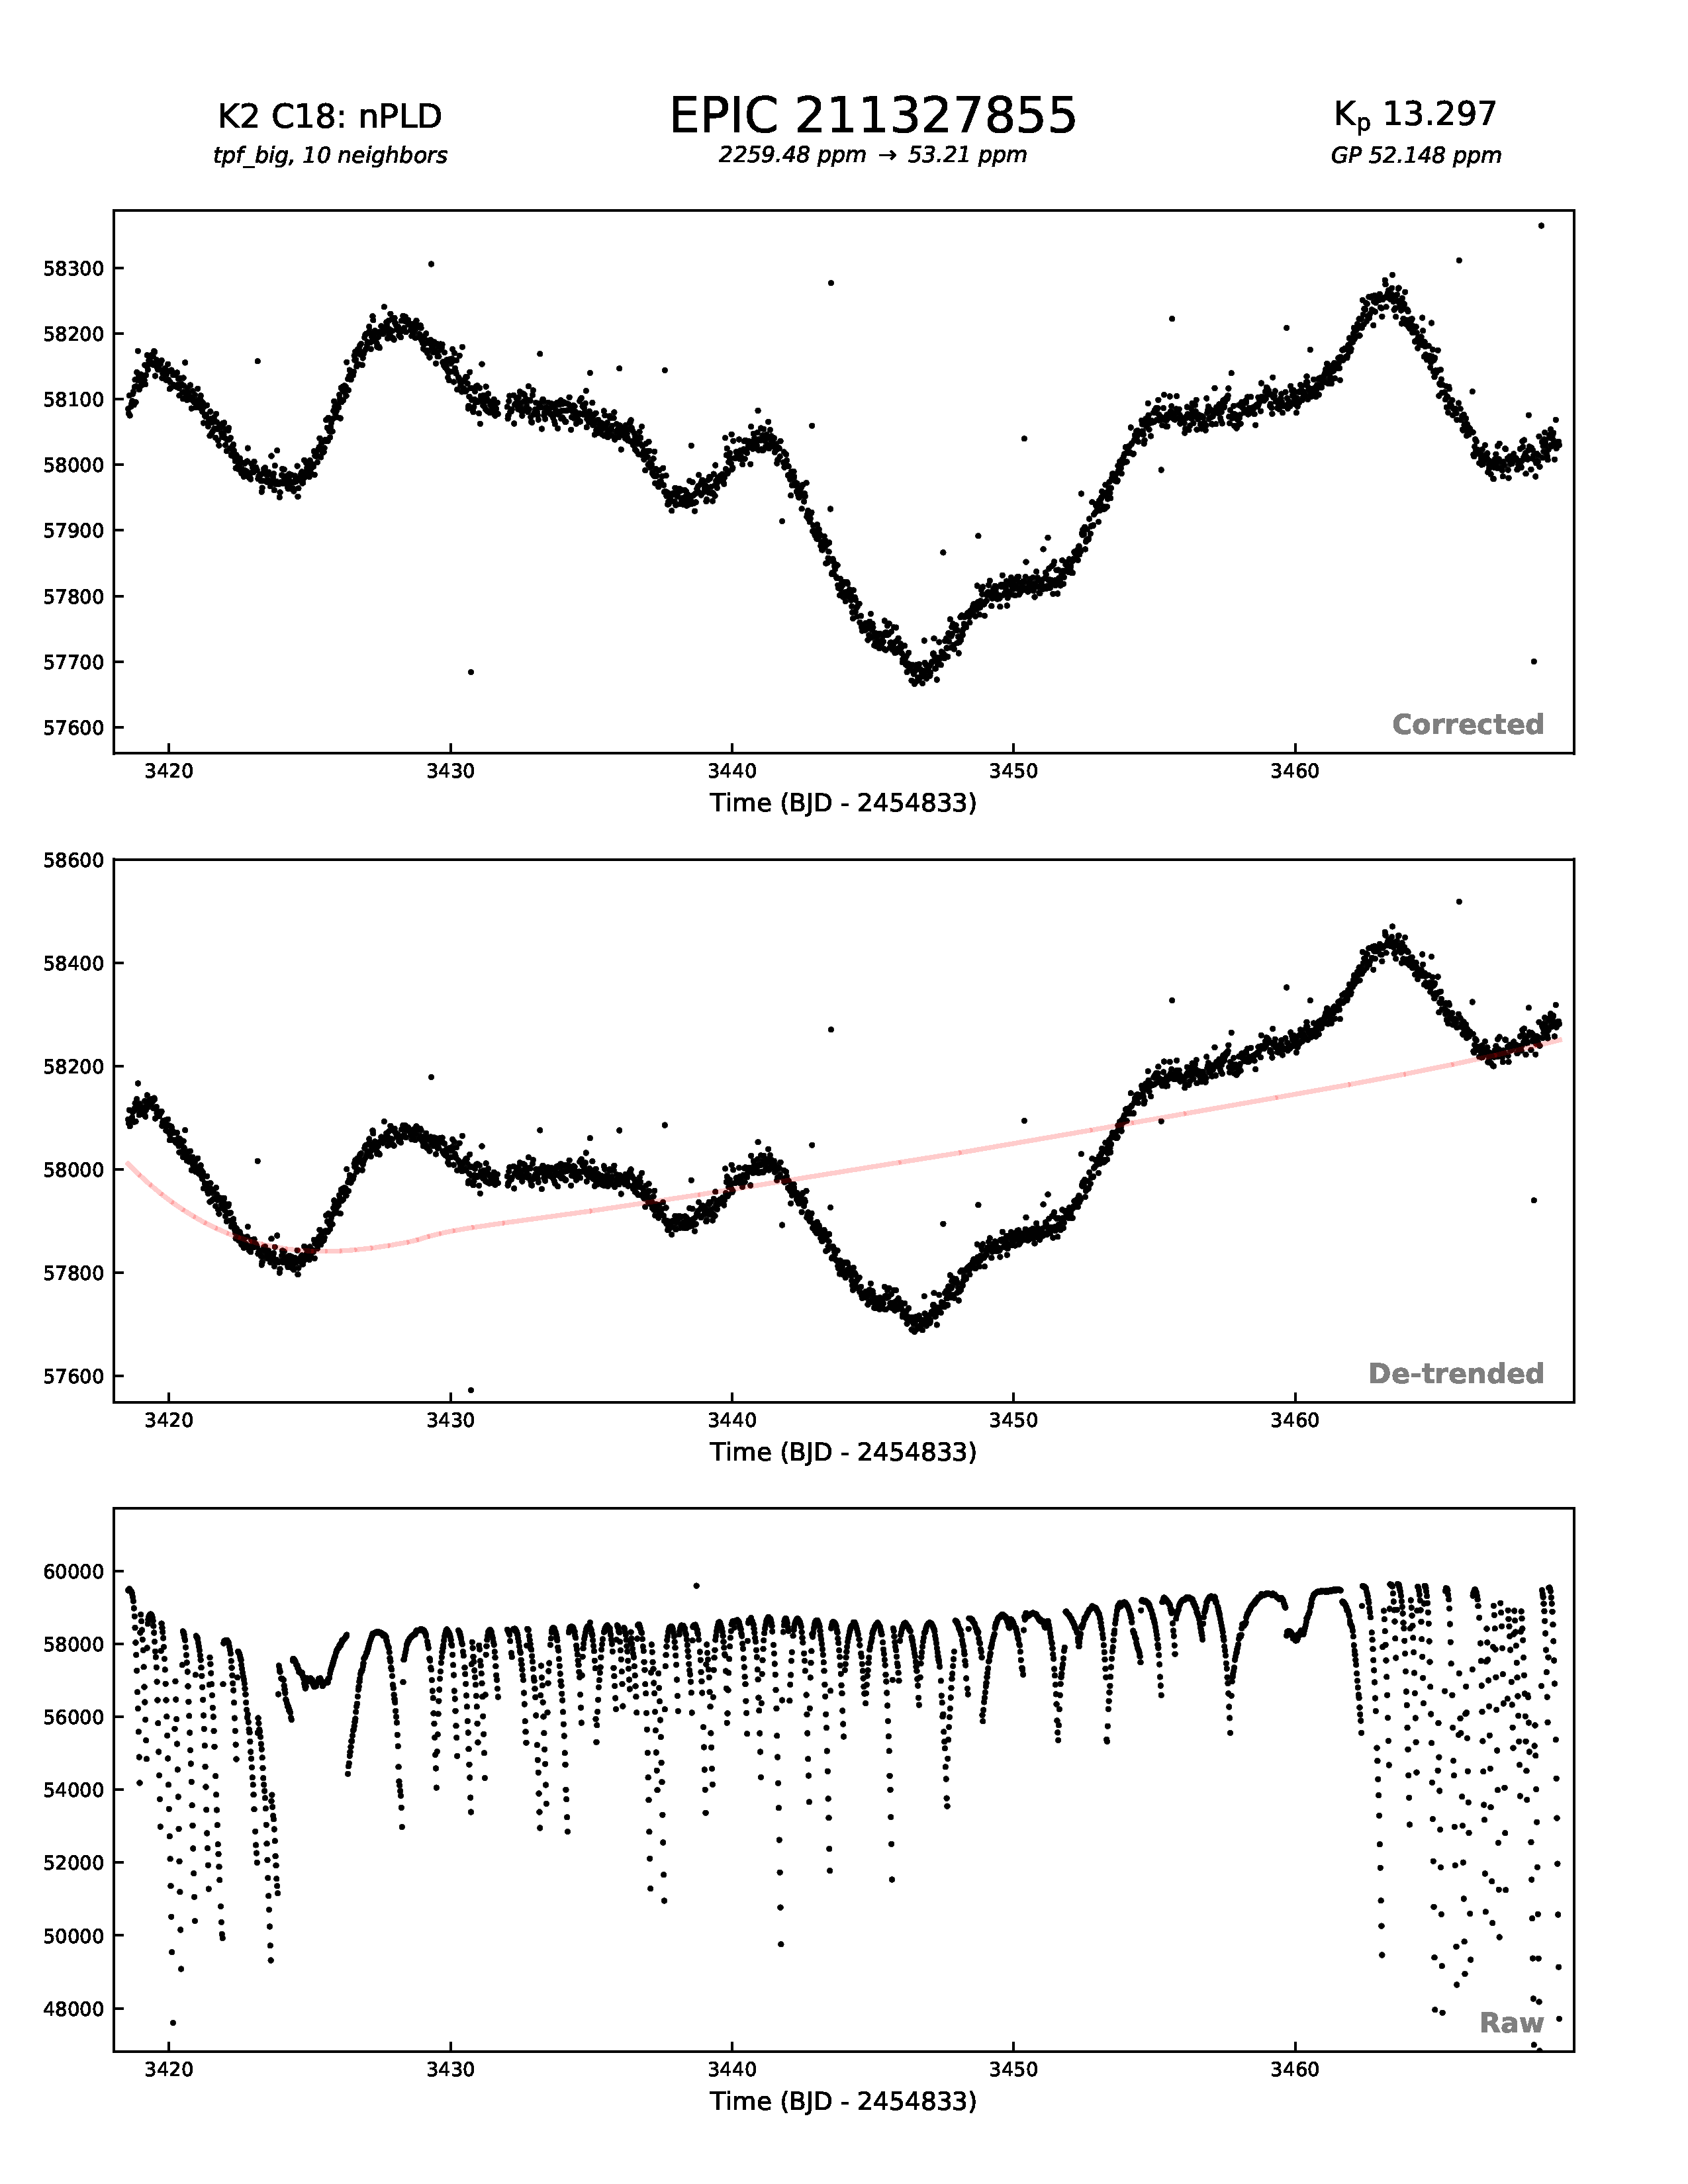 K2 C18: nPLD
EPIC 211327855
Kp 13.297
tpf_big, 10 neighbors
2259.48 ppm → 53.21 ppm
GP 52.148 ppm
58300
58200
58100
58000
57900
57800
57700
57600
Corrected
3420 3430 3440 3450 3460
Time (BJD - 2454833)
58600
58400
58200
58000
57800
57600
De-trended
3420 3430 3440 3450 3460
Time (BJD - 2454833)
60000
58000
56000
54000
52000
50000
48000
Raw
3420 3430 3440 3450 3460
Time (BJD - 2454833)